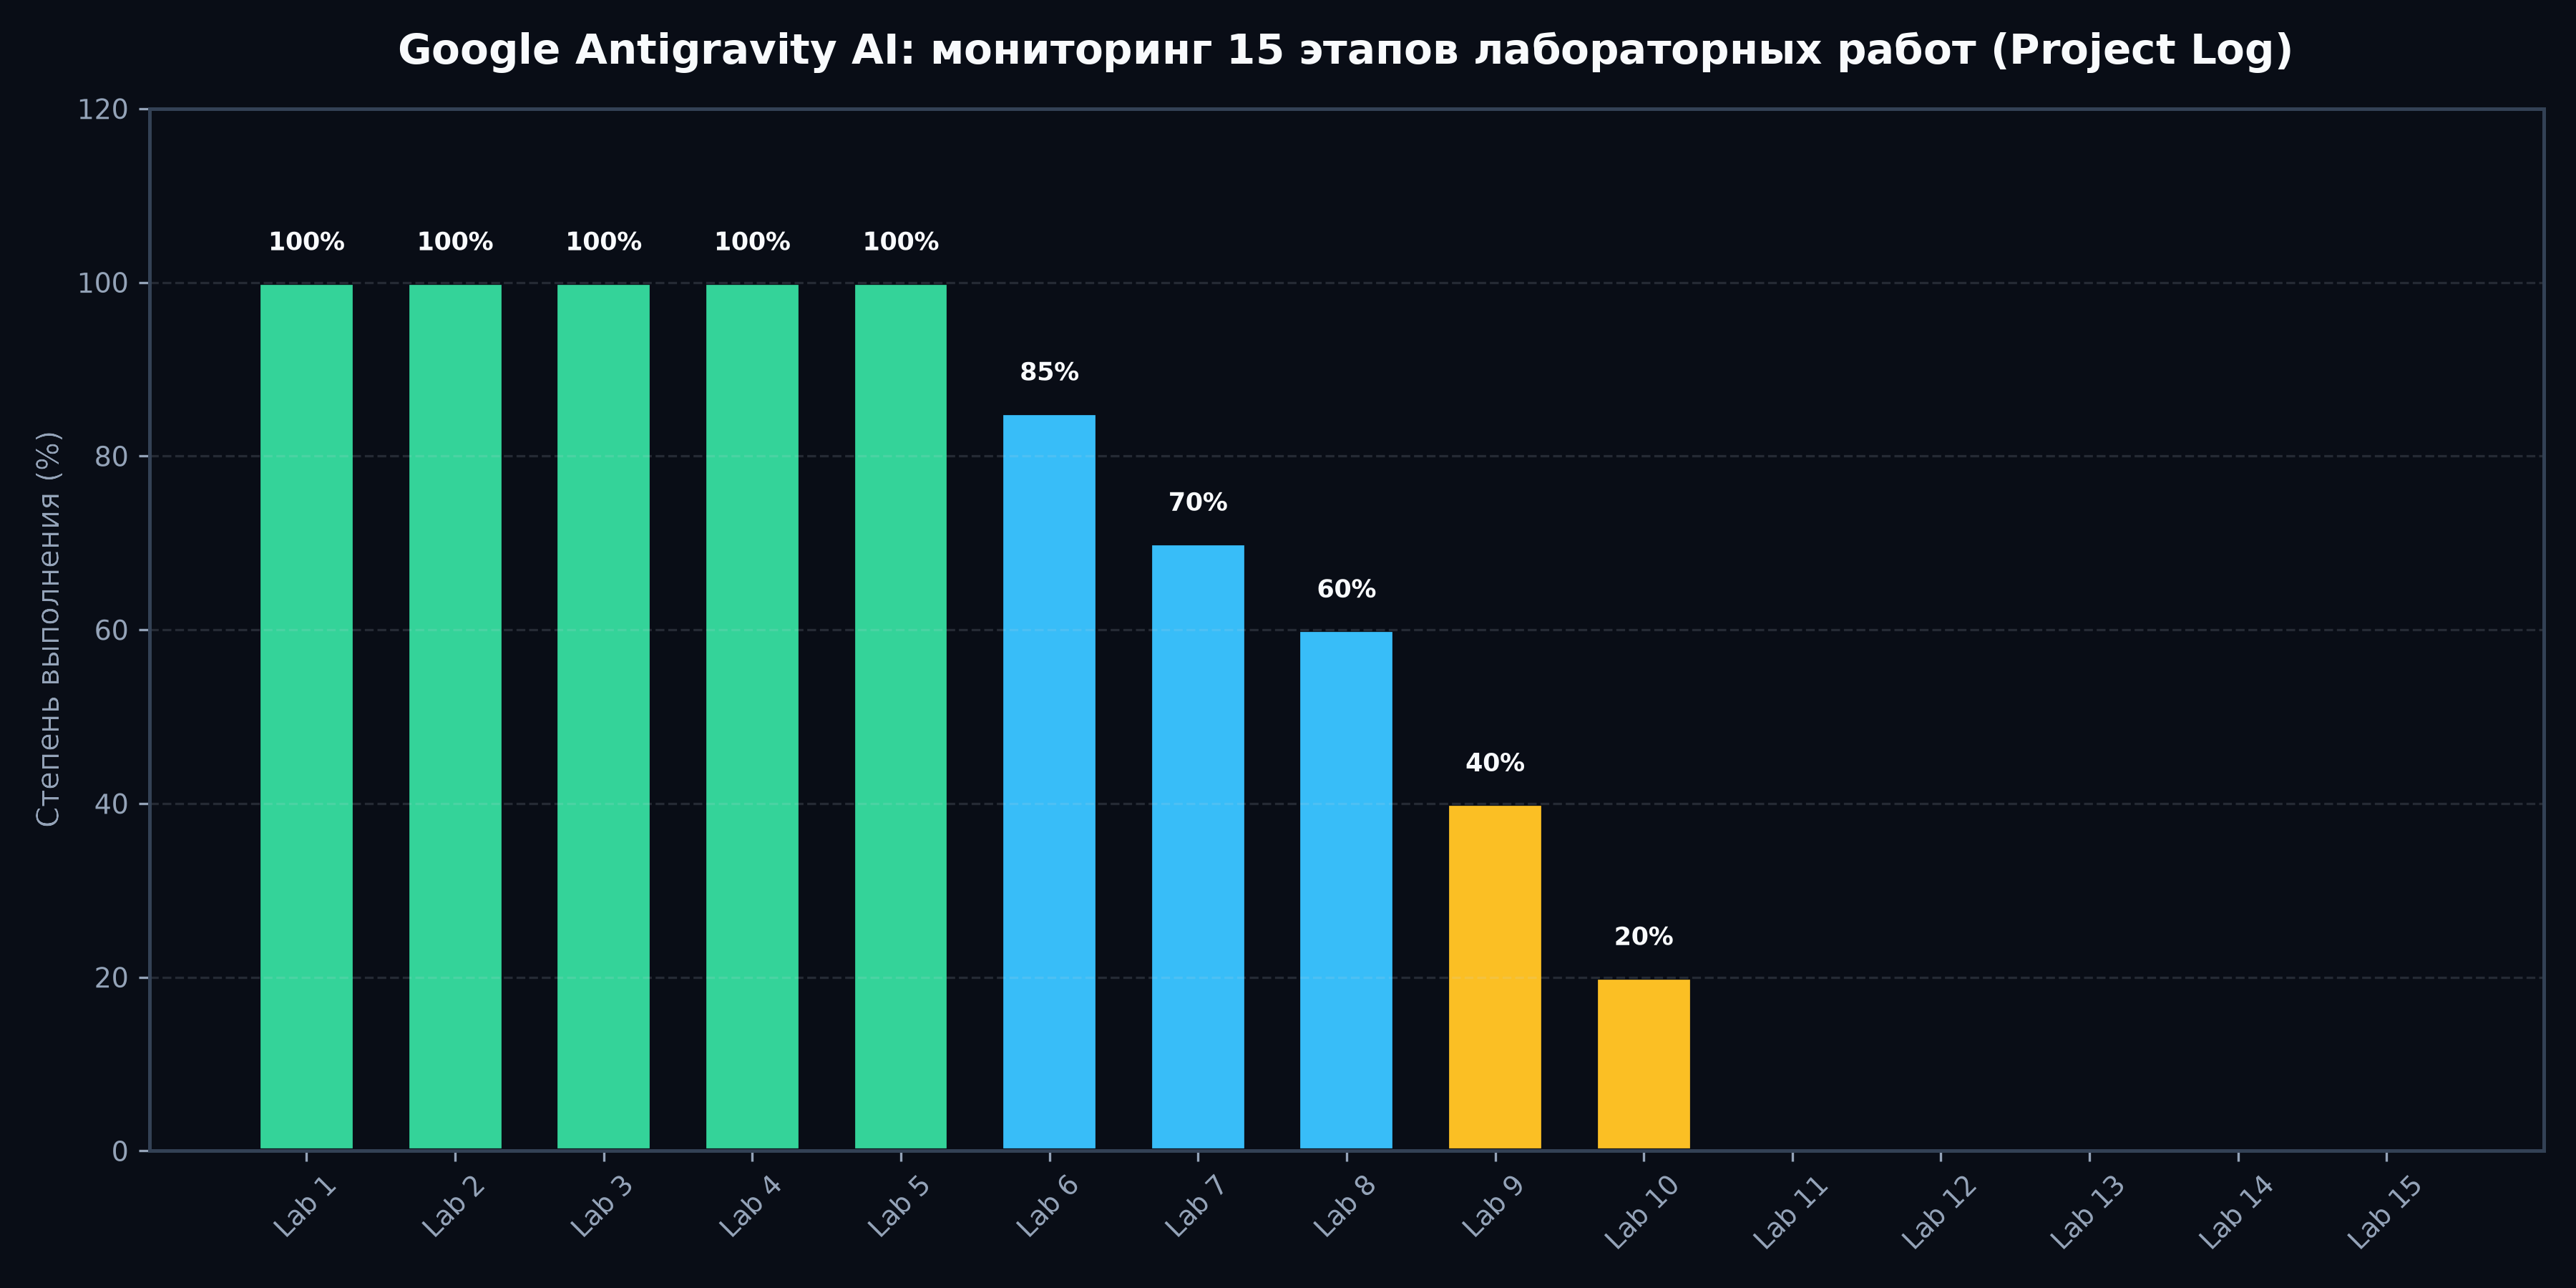 Google Antigravity AI: мониторинг 15 этапов лабораторных работ (Project Log)
Степень выполнения (%)
120
100
80
60
40
20
0
100%
100%
100%
100%
100%
85%
70%
60%
40%
20%
Lab 1
Lab 2
Lab 3
Lab 4
Lab 5
Lab 6
Lab 7
Lab 8
Lab 9
Lab 10
Lab 11
Lab 12
Lab 13
Lab 14
Lab 15